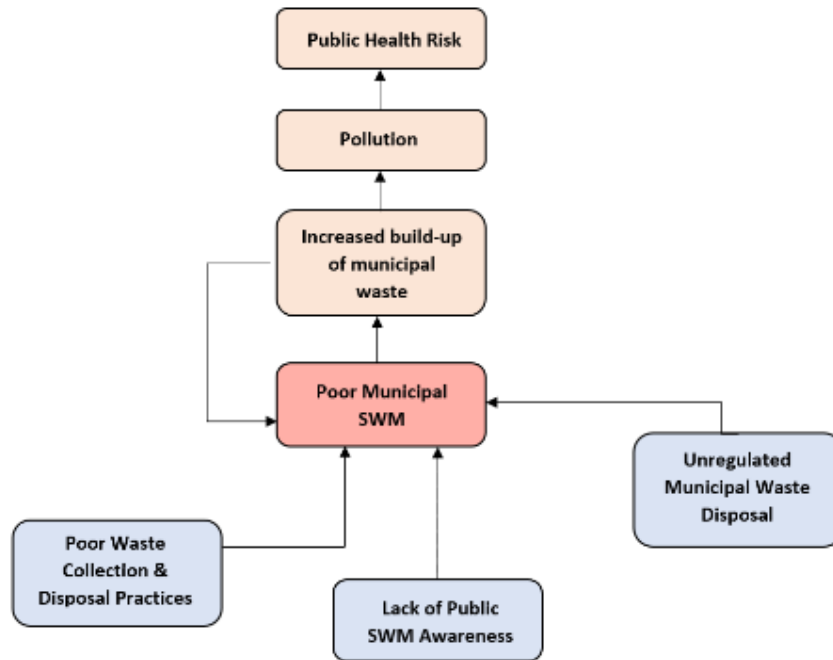 Public Health Risk
Pollution
Increased build-up
of municipal
waste
Poor Municipal
SWM
Unregulated
Municipal Waste
Disposal
Poor Waste
Collection &
Disposal Practices
Lack of Public
SWM Awareness